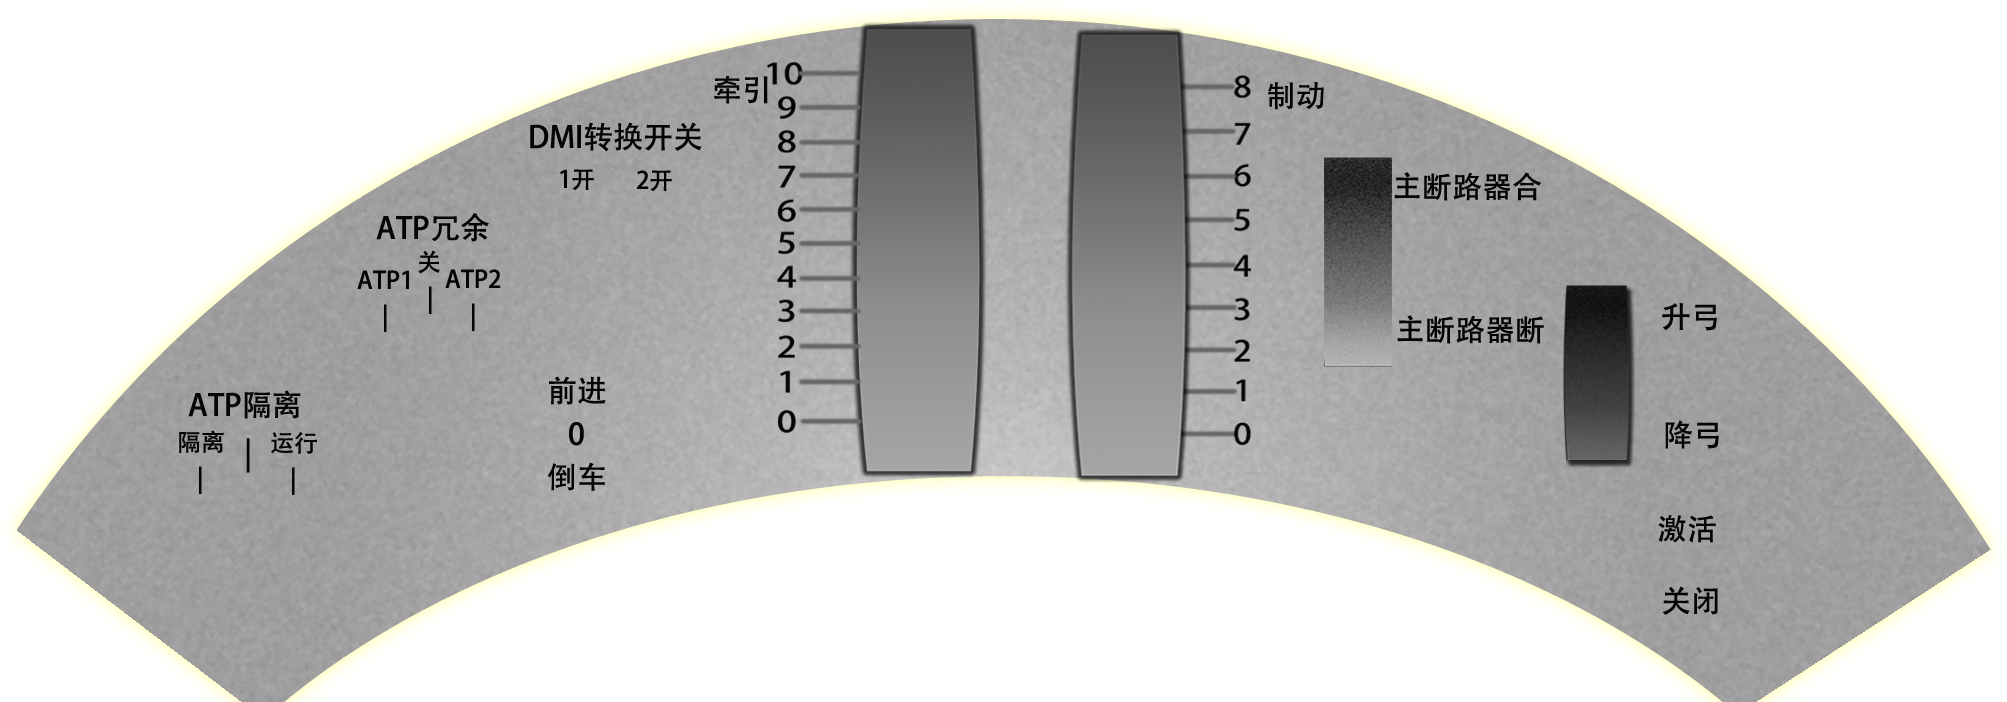 ATP隔离
隔离 运行
ATP冗余
关
ATP1 ATP2
DMI转换开关
1开 2开
前进
0
倒车
牵引
10
9
8
7
6
5
4
3
2
1
0
制动
8
7
6
5
4
3
2
1
0
主断路器合
主断路器断
升弓
降弓
激活
关闭